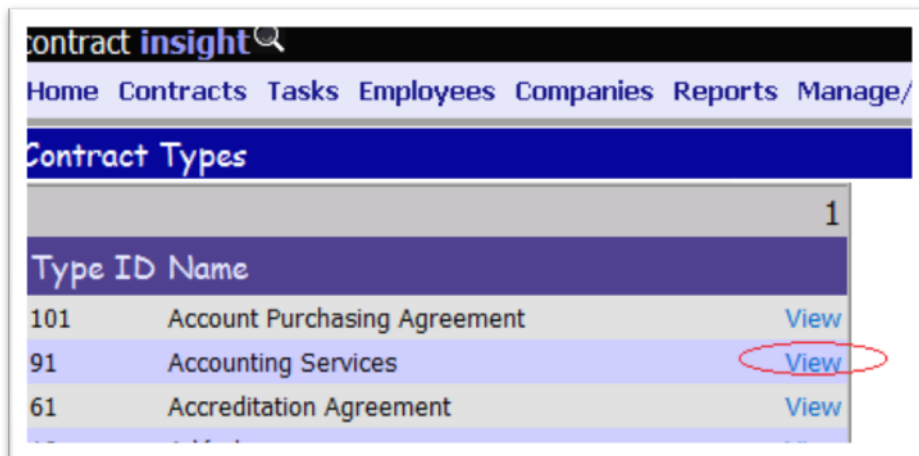 contract insight
Home Contracts Tasks Employees Companies Reports Manage/
Contract Types
1
Type ID Name
101 Account Purchasing Agreement View
91 Accounting Services View
61 Accreditation Agreement View